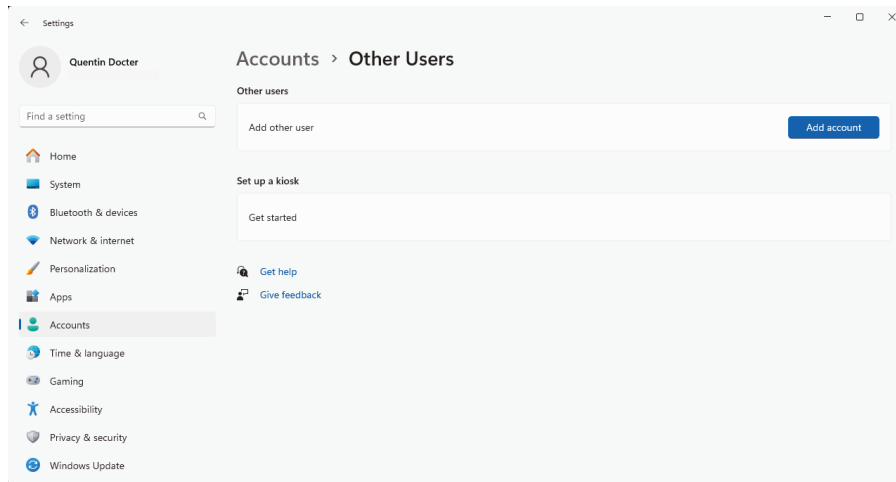 Settings
Quentin Docter
Find a setting
Home
System
Bluetooth & devices
Network & internet
Personalization
Apps
Accounts
Time & language
Gaming
Accessibility
Privacy & security
Windows Update
Accounts > Other Users
Other users
Add other user
Add account
Set up a kiosk
Get started
Get help
Give feedback